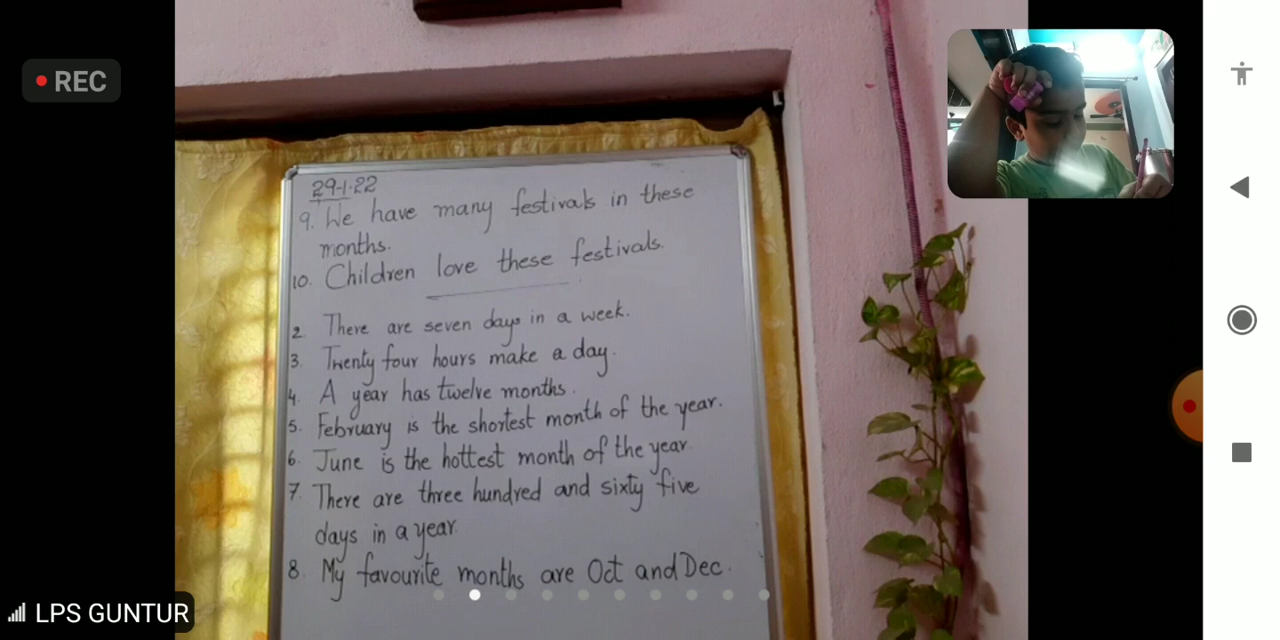 REC
29-1-22
9. We have many festivals in these
months.
10. Children love these festivals.
2. There are seven days in a week.
3. Twenty four hours make a day.
4. A year has twelve months.
5. February is the shortest month of the year.
6. June is the hottest month of the year.
7. There are three hundred and sixty five
days in a year.
8. My favourite months are Oct and Dec.
LPS GUNTUR